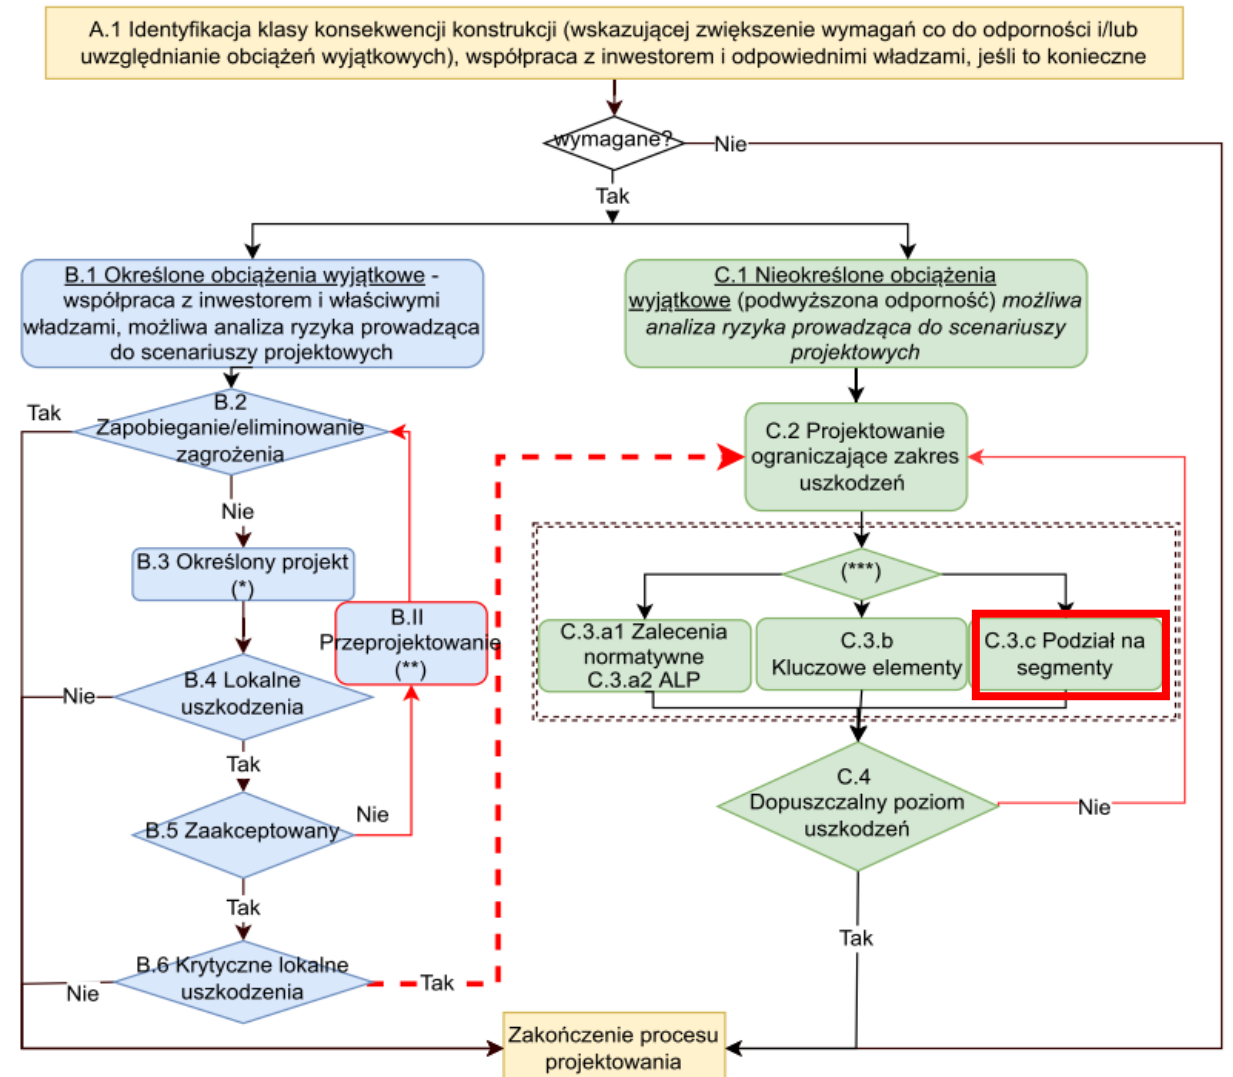 A.1 Identyfikacja klasy konsekwencji konstrukcji (wskazującej zwiększenie wymagań co do odporności i/lub
uwzględnianie obciążeń wyjątkowych), współpraca z inwestorem i odpowiednimi władzami, jeśli to konieczne
wymagane?
Nie
Tak
B.1 Określone obciążenia wyjątkowe -
współpraca z inwestorem i właściwymi
władzami, możliwa analiza ryzyka prowadząca
do scenariuszy projektowych
C.1 Nieokreślone obciążenia
wyjątkowe (podwyższona odporność) możliwa
analiza ryzyka prowadząca do scenariuszy
projektowych
Tak
B.2
Zapobieganie/eliminowanie
zagrożenia
Nie
B.3 Określony projekt
(*)
B.II
Przeprojektowanie
(**)
B.4 Lokalne
uszkodzenia
Nie
Tak
B.5 Zaakceptowany
Nie
Tak
B.6 Krytyczne lokalne
uszkodzenia
Nie
Tak
C.2 Projektowanie
ograniczające zakres
uszkodzeń
(***)
C.3.a1 Zalecenia
normatywne
C.3.a2 ALP
C.3.b
Kluczowe elementy
C.3.c Podział na
segmenty
C.4
Dopuszczalny poziom
uszkodzeń
Nie
Tak
Zakończenie procesu
projektowania